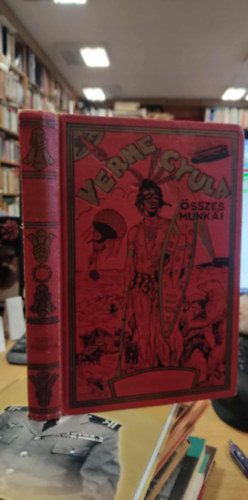 VERNE GYULA
ÖSSZES
MUNKÁI